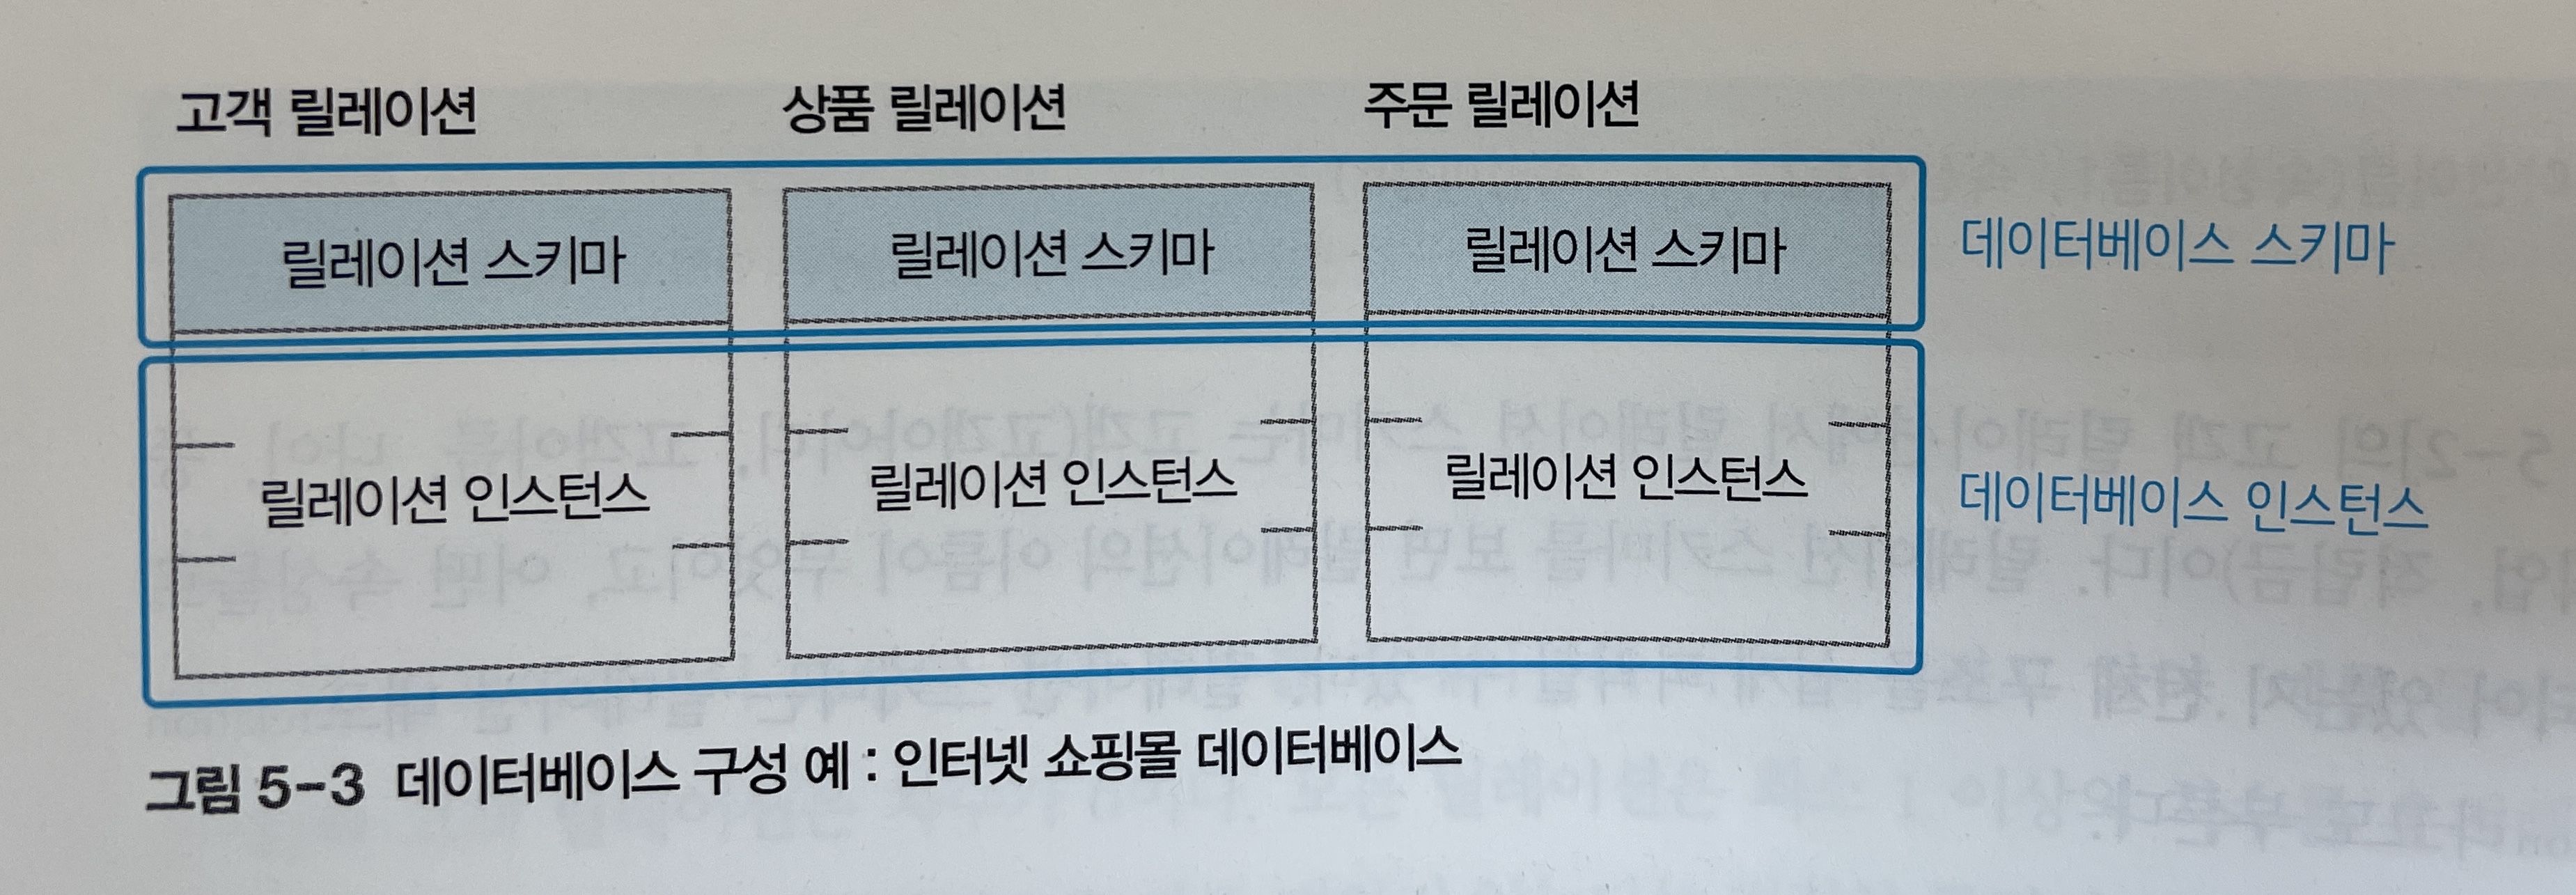 고객 릴레이션 상품 릴레이션 주문 릴레이션
릴레이션 스키마 릴레이션 스키마 릴레이션 스키마 데이터베이스 스키마
릴레이션 인스턴스 릴레이션 인스턴스 릴레이션 인스턴스 데이터베이스 인스턴스
그림 5-3 데이터베이스 구성 예 : 인터넷 쇼핑몰 데이터베이스